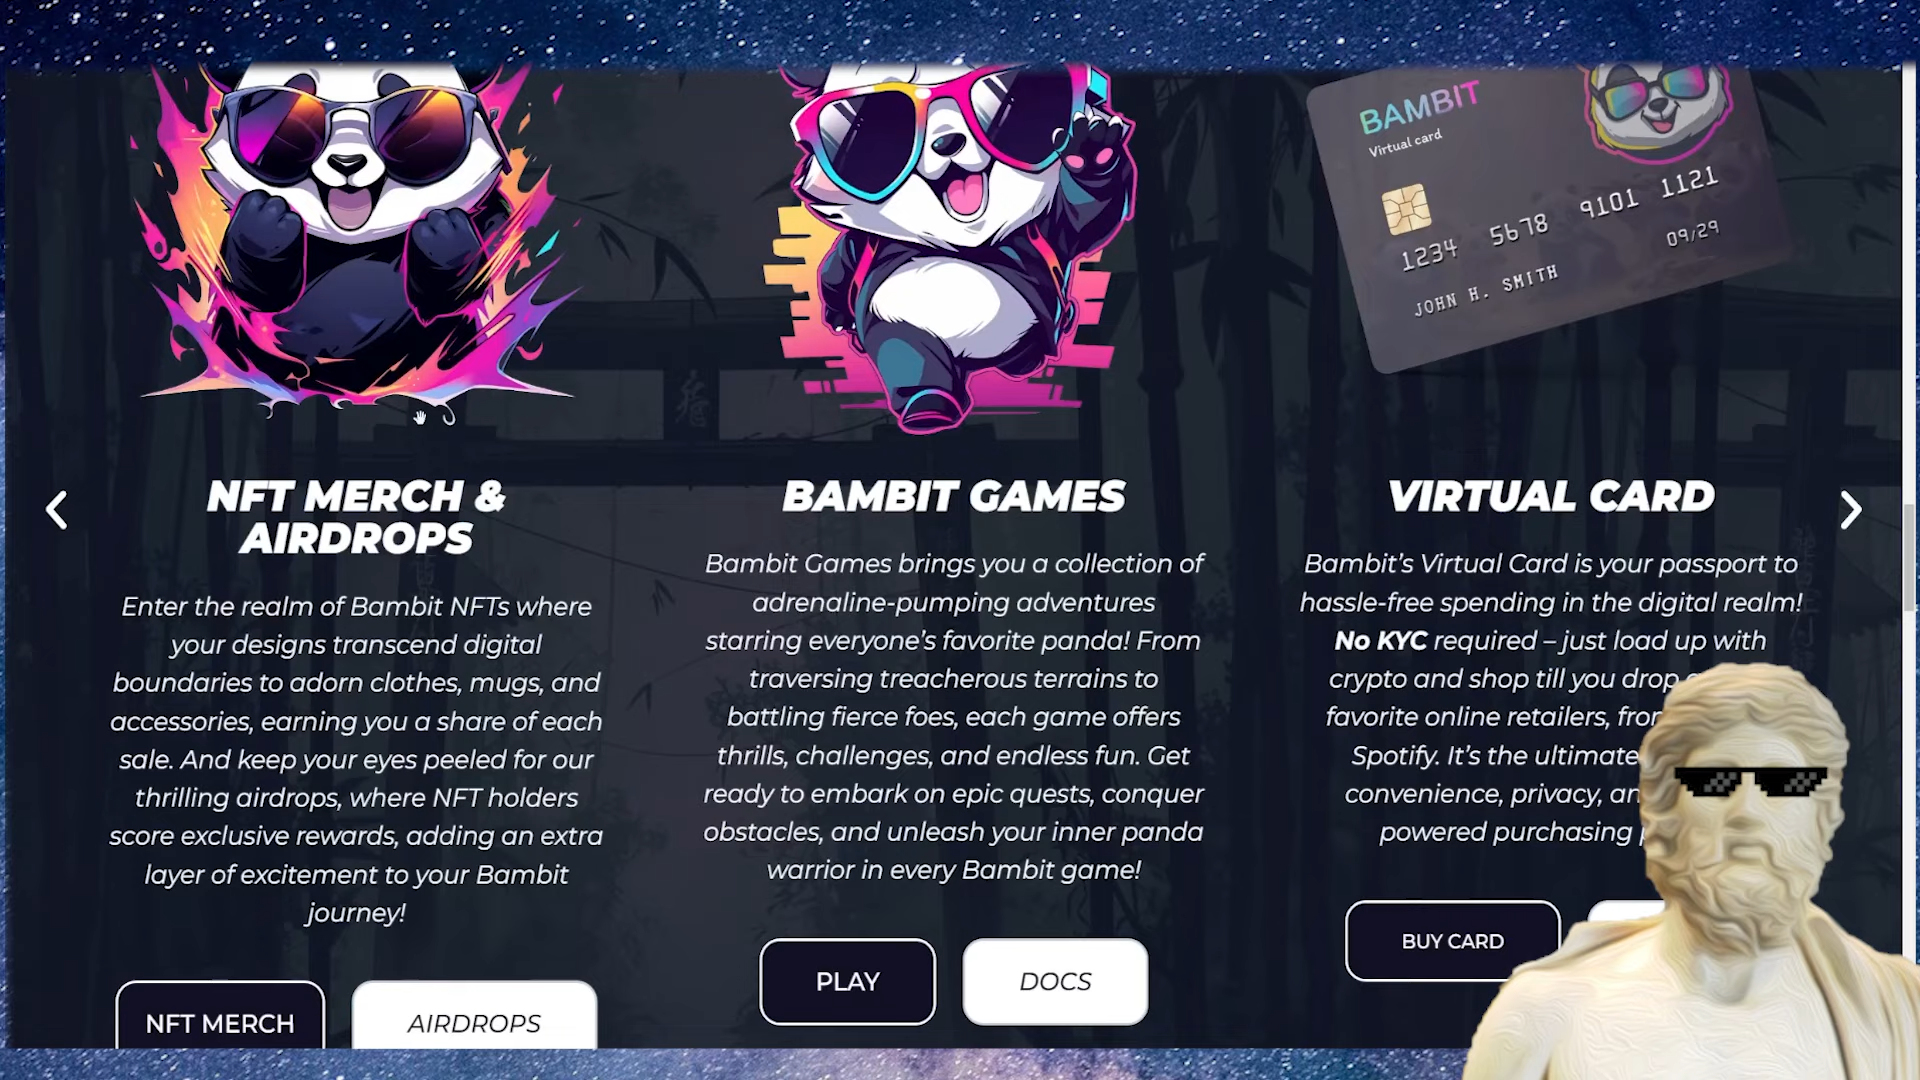 BAMBIT
Virtual card
1234 5678 9101 1121
09/29
JOHN H. SMITH
NFT MERCH &
AIRDROPS
Enter the realm of Bambit NFTs where
your designs transcend digital
boundaries to adorn clothes, mugs, and
accessories, earning you a share of each
sale. And keep your eyes peeled for our
thrilling airdrops, where NFT holders
score exclusive rewards, adding an extra
layer of excitement to your Bambit
journey!
NFT MERCH
AIRDROPS
BAMBIT GAMES
Bambit Games brings you a collection of
adrenaline-pumping adventures
starring everyone’s favorite panda! From
traversing treacherous terrains to
battling fierce foes, each game offers
thrills, challenges, and endless fun. Get
ready to embark on epic quests, conquer
obstacles, and unleash your inner panda
warrior in every Bambit game!
PLAY
DOCS
VIRTUAL CARD
Bambit’s Virtual Card is your passport to
hassle-free spending in the digital realm!
No KYC required – just load up with
crypto and shop till you drop
favorite online retailers,
Spotify. It’s the ultimate
convenience, privacy,
powered purchasing
BUY CARD